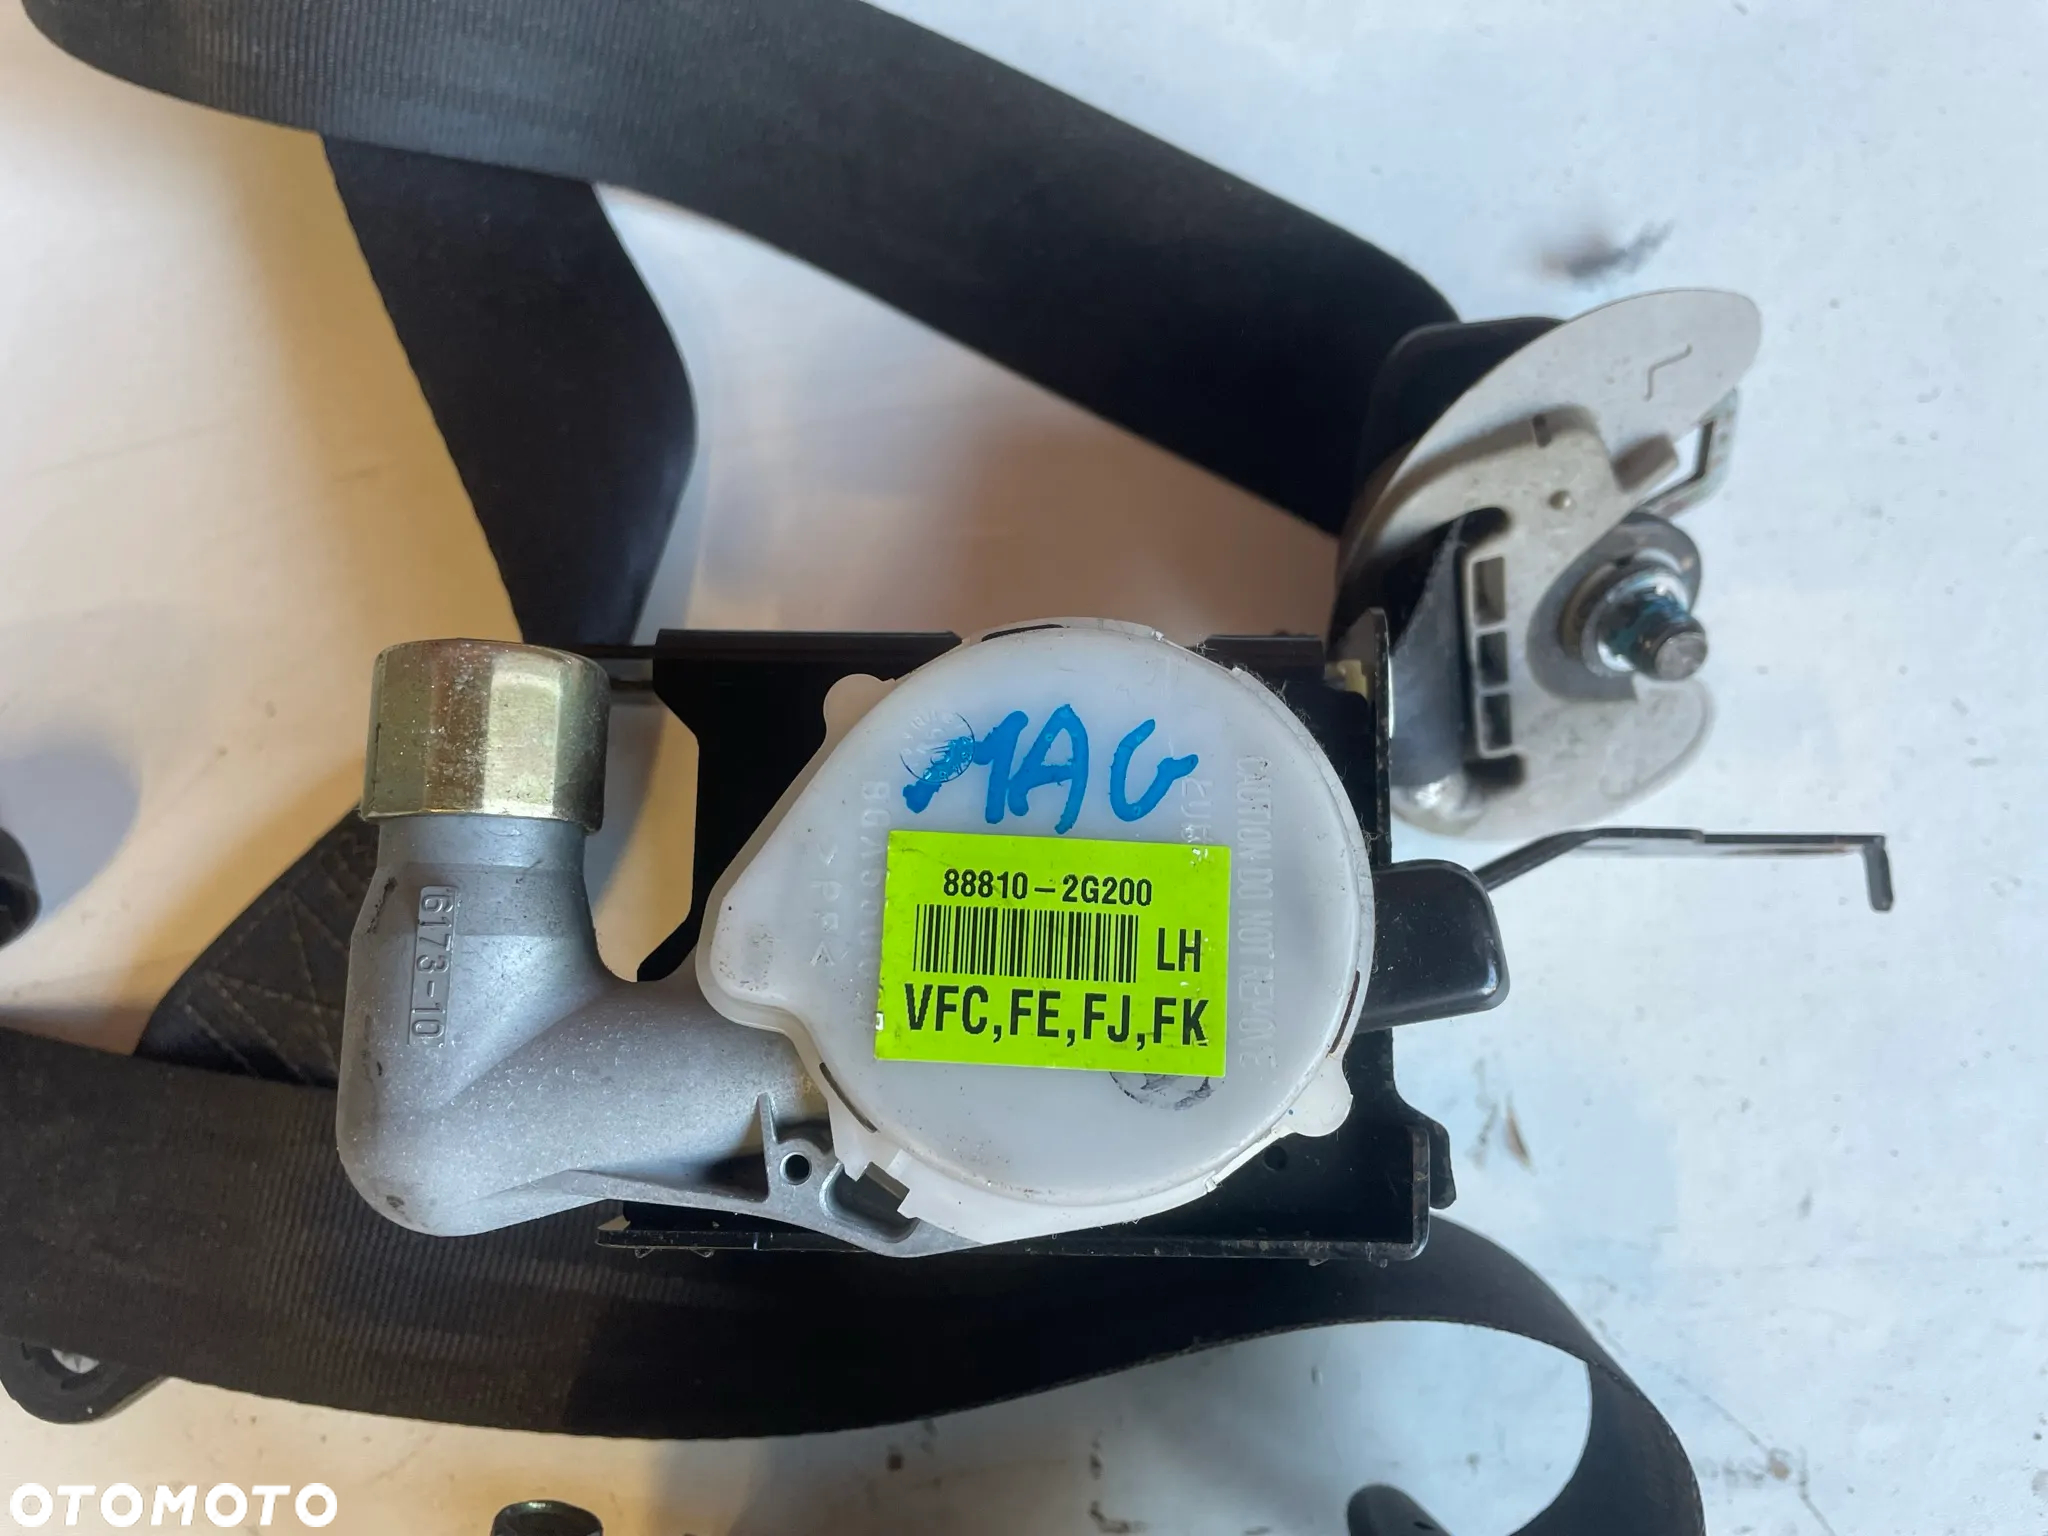 MAG
CAUTION DO NOT REMOVE
88810-2G200
LH
VFC,FE,FJ,FK
6173-10
OTOMOTO